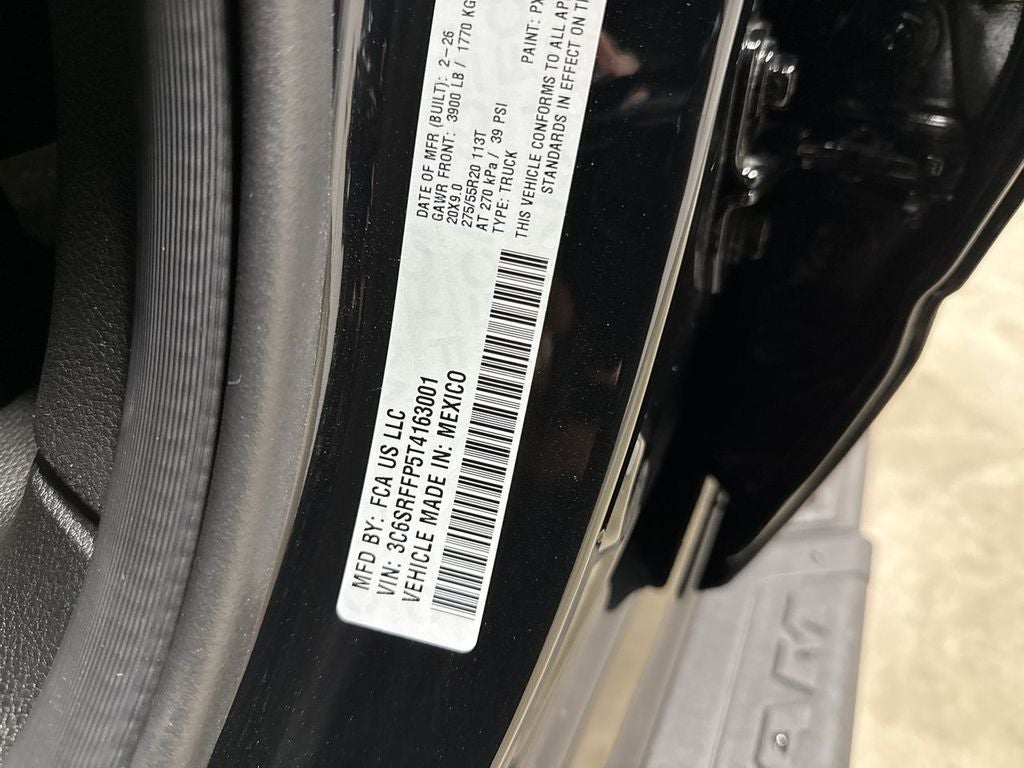 MFD BY: FCA US LLC
VIN: 3C6SRFFP5T4163001
VEHICLE MADE IN: MEXICO
DATE OF MFR (BUILT): 2-26
GAWR FRONT: 3900 LB / 1770 KG
20X9.0
275/55R20 113T
AT 270 kPa / 39 PSI
TYPE: TRUCK PAINT: PX
THIS VEHICLE CONFORMS TO ALL AP
STANDARDS IN EFFECT ON TH
RAM